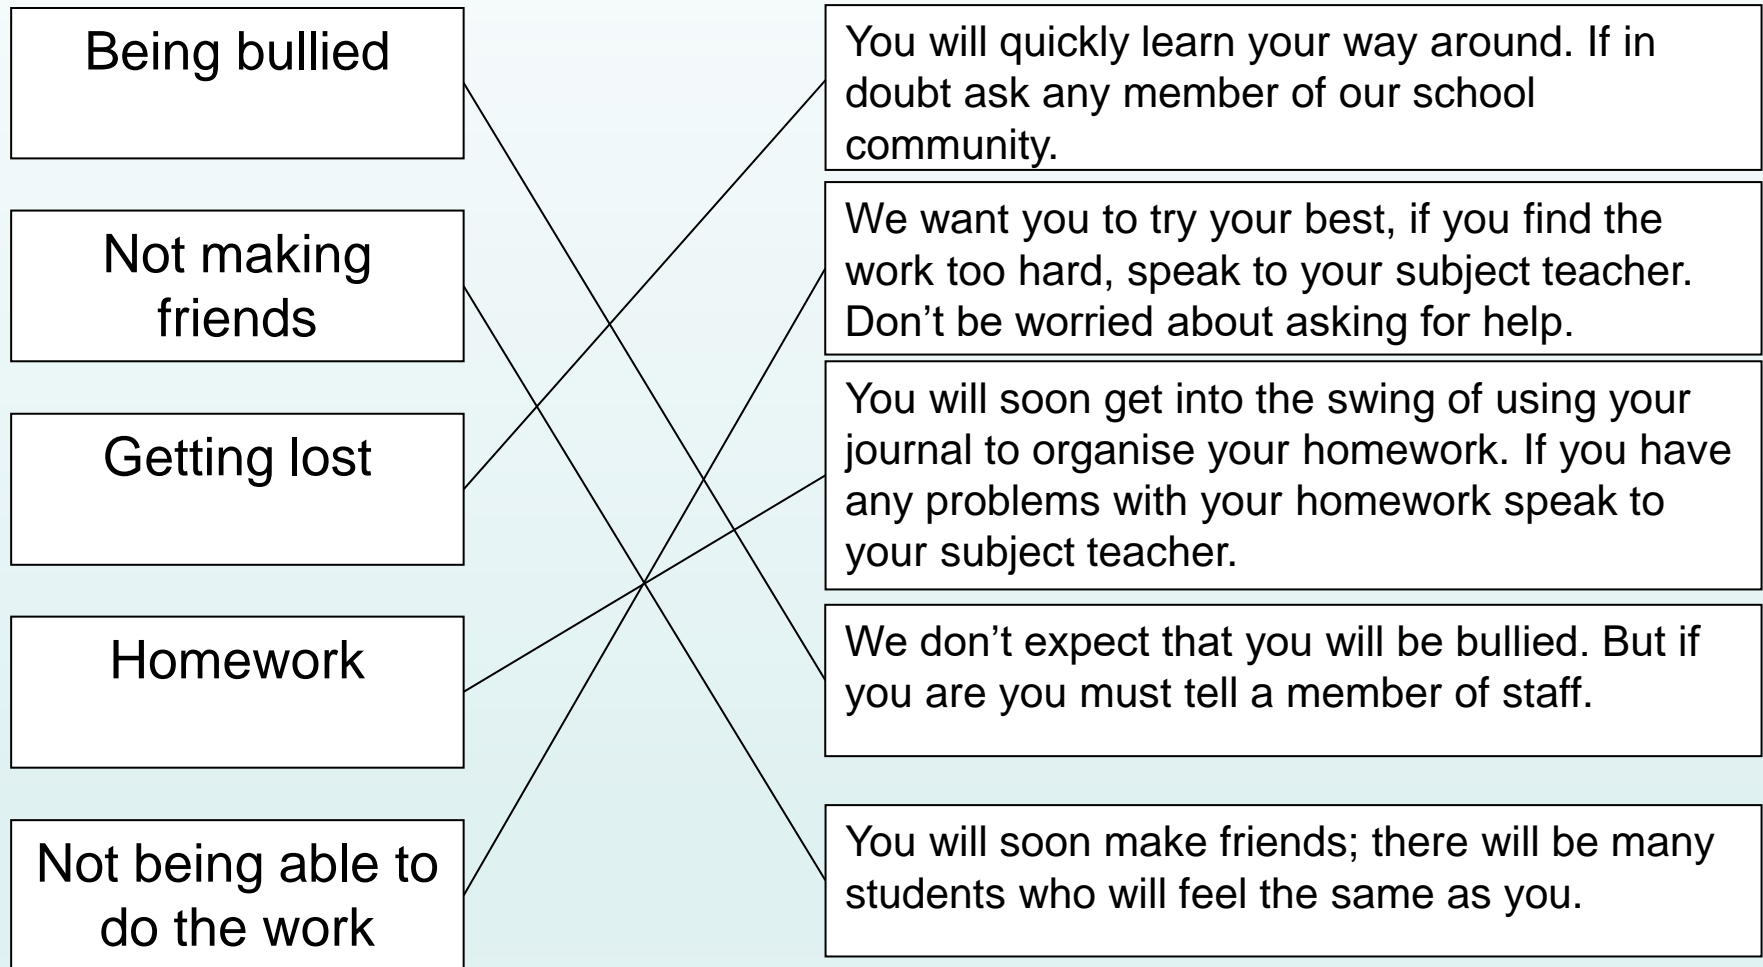 Being bullied
Not making
friends
Getting lost
Homework
Not being able to
do the work
You will quickly learn your way around. If in
doubt ask any member of our school
community.
We want you to try your best, if you find the
work too hard, speak to your subject teacher.
Don’t be worried about asking for help.
You will soon get into the swing of using your
journal to organise your homework. If you have
any problems with your homework speak to
your subject teacher.
We don’t expect that you will be bullied. But if
you are you must tell a member of staff.
You will soon make friends; there will be many
students who will feel the same as you.